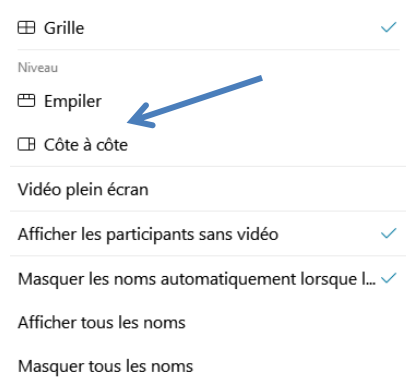 Grille
Niveau
Empiler
Côte à côte
Vidéo plein écran
Afficher les participants sans vidéo
Masquer les noms automatiquement lorsque l...
Afficher tous les noms
Masquer tous les noms